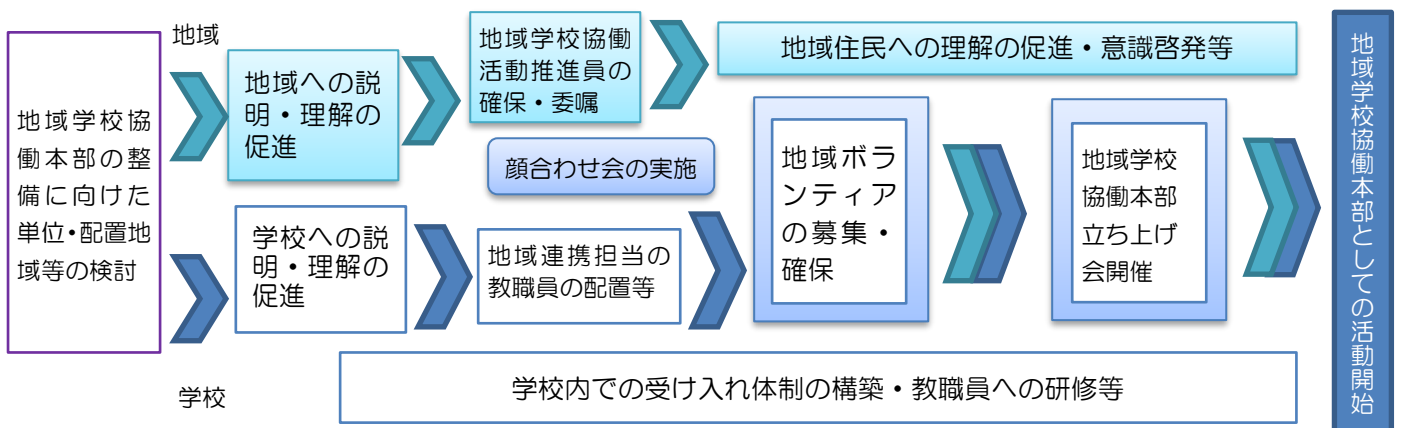 地域学校協
働本部の整
備に向けた
単位・配置地
域等の検討
地域
地域への説
明・理解の
促進
地域学校協働
活動推進員の
確保・委嘱
地域住民への理解の促進・意識啓発等
顔合わせ会の実施
学校への説
明・理解の
促進
地域連携担当の
教職員の配置等
地域ボラ
ンティア
の募集・
確保
地域学校
協働本部
立ち上げ
会開催
学校
学校内での受け入れ体制の構築・教職員への研修等
地域学校協働本部としての活動開始